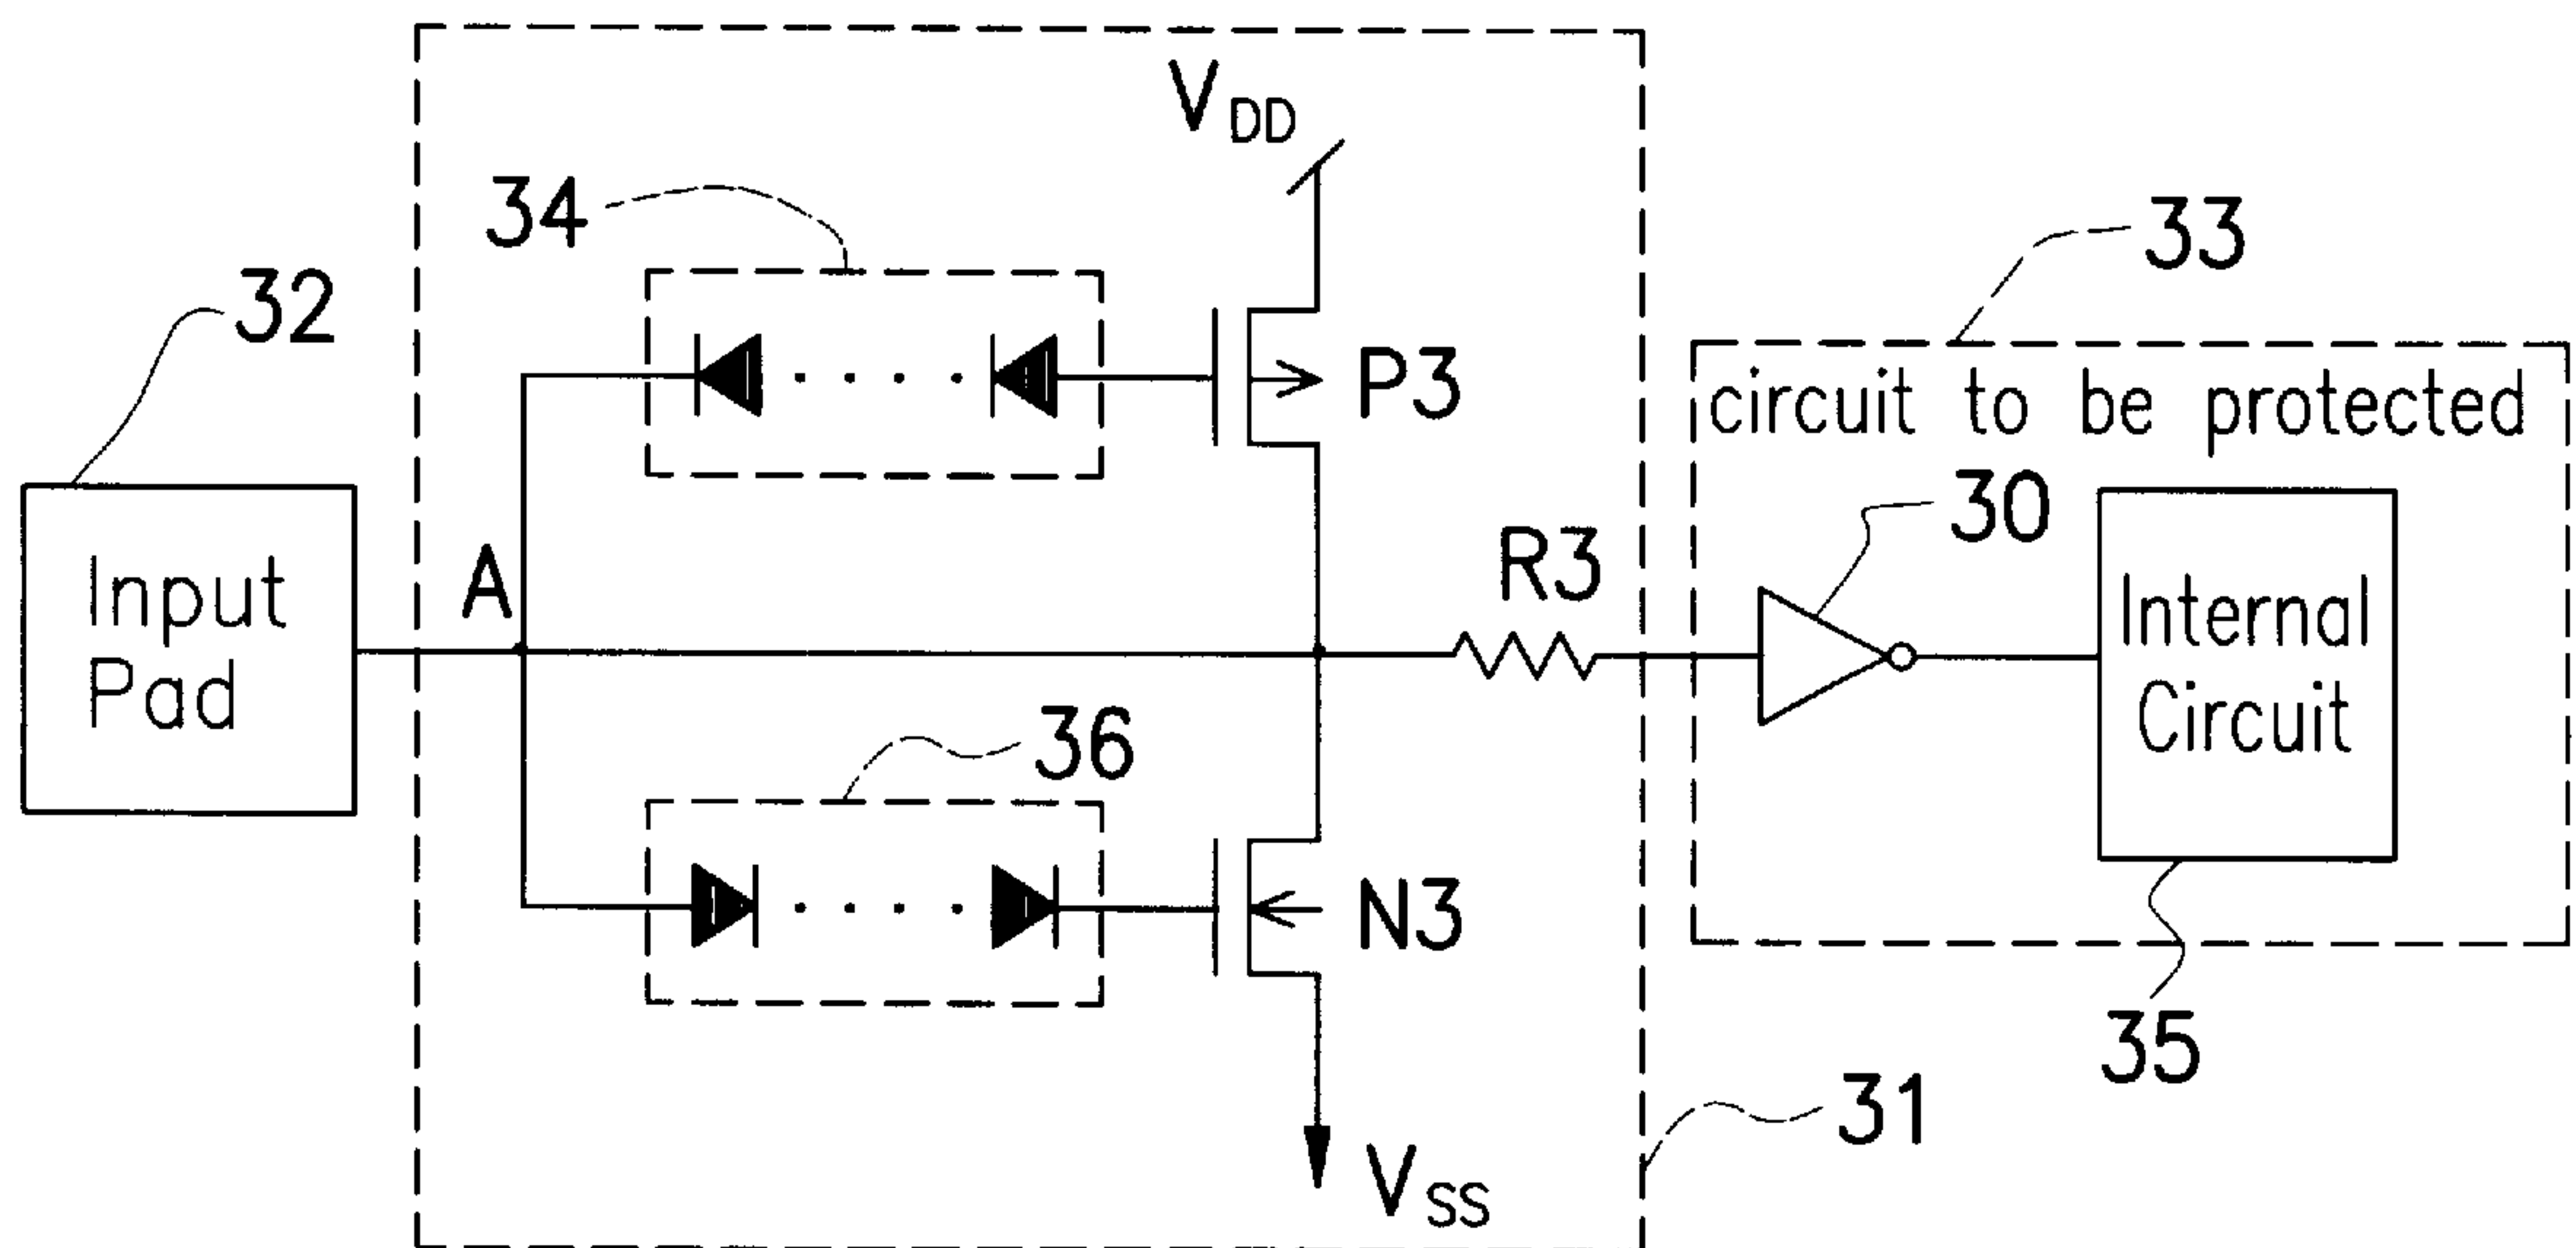 V_DD
34
33
32
P3
circuit to be protected
30
A
R3
Input
Pad
Internal
Circuit
36
N3
35
31
V_SS